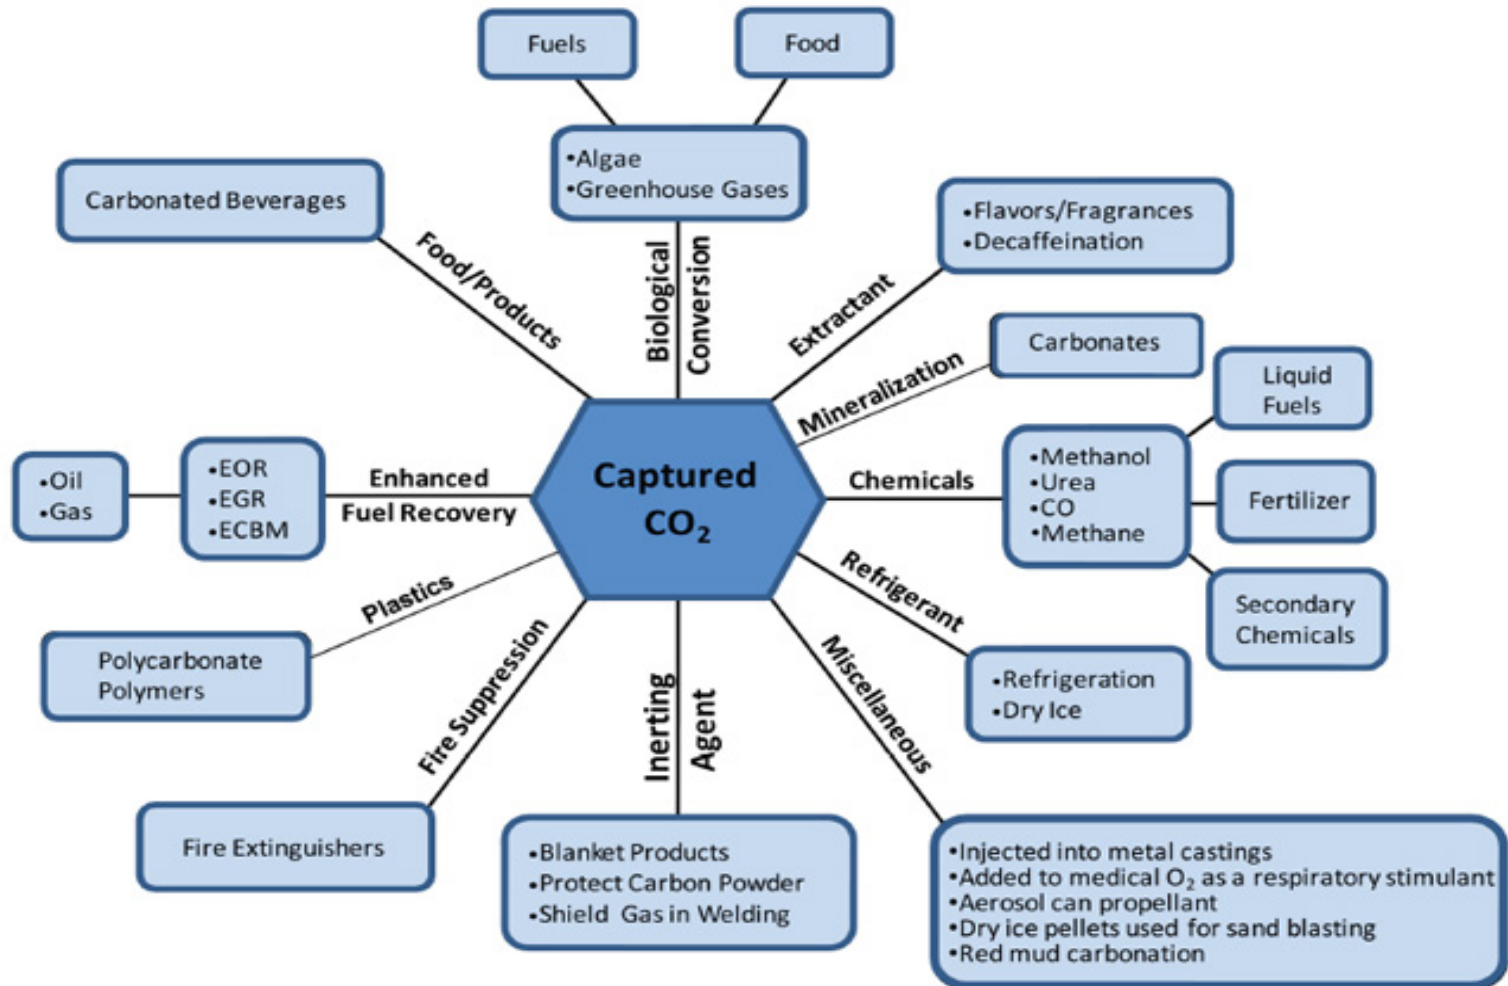 Fuels
Food
•Algae
•Greenhouse Gases
Carbonated Beverages
•Flavors/Fragrances
•Decaffeination
Food/Products
Biological
Conversion
Extractant
Mineralization
Carbonates
Liquid
Fuels
•Oil
•Gas
•EOR
•EGR
•ECBM
Enhanced
Fuel Recovery
Captured
CO₂
Chemicals
•Methanol
•Urea
•CO
•Methane
Fertilizer
Secondary
Chemicals
Plastics
Polycarbonate
Polymers
Refrigerant
•Refrigeration
•Dry Ice
Fire Suppression
Fire Extinguishers
Inerting
Agent
•Blanket Products
•Protect Carbon Powder
•Shield Gas in Welding
Miscellaneous
•Injected into metal castings
•Added to medical O₂ as a respiratory stimulant
•Aerosol can propellant
•Dry ice pellets used for sand blasting
•Red mud carbonation